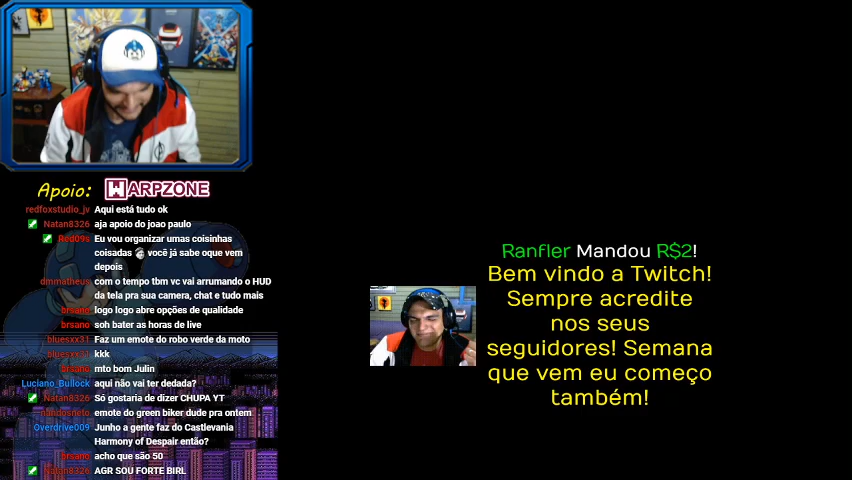 Apoio: WARPZONE
redfoxstudio_jv Aqui está tudo ok
Natan8326 aja apoio do joao paulo
Red09s Eu vou organizar umas coisinhas
coisadas você já sabe oque vem
depois
dmmatheus com o tempo tbm vc vai arrumando o HUD
da tela pra sua camera, chat e tudo mais
brsano logo logo abre opções de qualidade
brsano soh bater as horas de live
bluesxx31 Faz um emote do robo verde da moto
bluesxx31 kkk
brsano mto bom Julin
Luciano_Bullock aqui não vai ter dedada?
Natan8326 Só gostaria de dizer CHUPA YT
nandosneto emote do green biker dude pra ontem
Overdrive009 Junho a gente faz do Castlevania
Harmony of Despair então?
brsano acho que são 50
Natan8326 AGR SOU FORTE BIRL
Ranfler Mandou R$2!
Bem vindo a Twitch!
Sempre acredite
nos seus
seguidores! Semana
que vem eu começo
também!